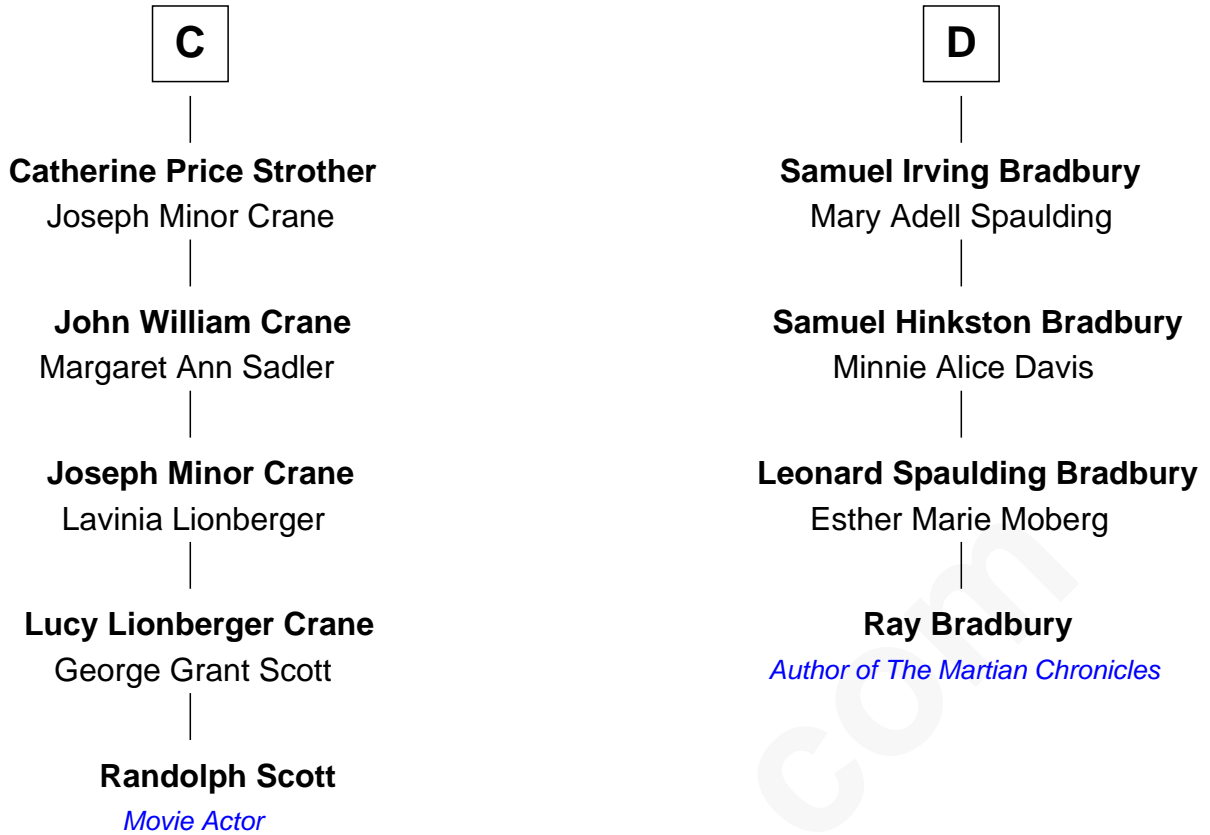 C
Catherine Price Strother
Joseph Minor Crane
John William Crane
Margaret Ann Sadler
Joseph Minor Crane
Lavinia Lionberger
Lucy Lionberger Crane
George Grant Scott
Randolph Scott
Movie Actor
D
Samuel Irving Bradbury
Mary Adell Spaulding
Samuel Hinkston Bradbury
Minnie Alice Davis
Leonard Spaulding Bradbury
Esther Marie Moberg
Ray Bradbury
Author of The Martian Chronicles
com